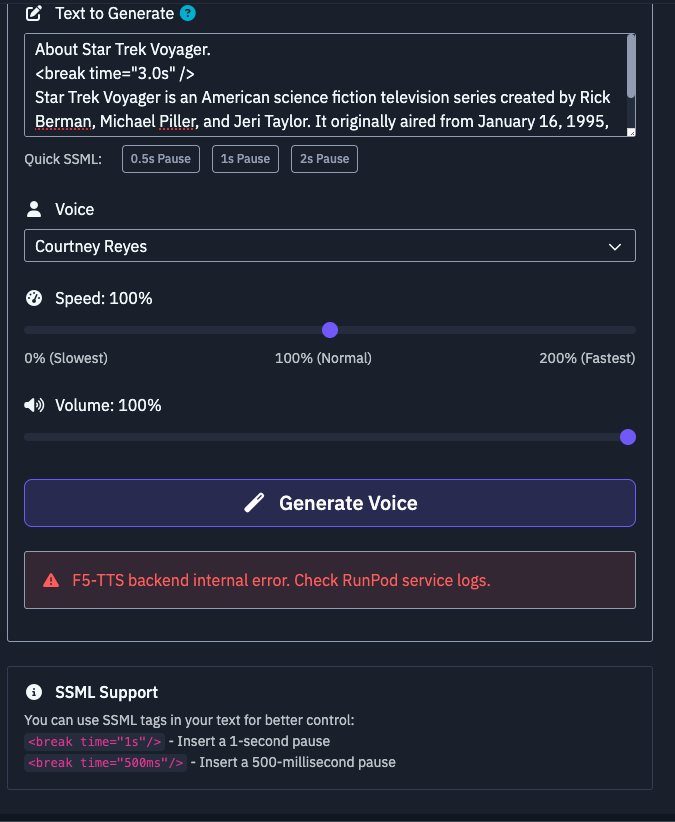 Text to Generate ?
About Star Trek Voyager.
<break time="3.0s" />
Star Trek Voyager is an American science fiction television series created by Rick
Berman, Michael Piller, and Jeri Taylor. It originally aired from January 16, 1995,
Quick SSML: 0.5s Pause 1s Pause 2s Pause
Voice
Courtney Reyes
Speed: 100%
0% (Slowest) 100% (Normal) 200% (Fastest)
Volume: 100%
Generate Voice
F5-TTS backend internal error. Check RunPod service logs.
SSML Support
You can use SSML tags in your text for better control:
<break time="1s"/> - Insert a 1-second pause
<break time="500ms"/> - Insert a 500-millisecond pause